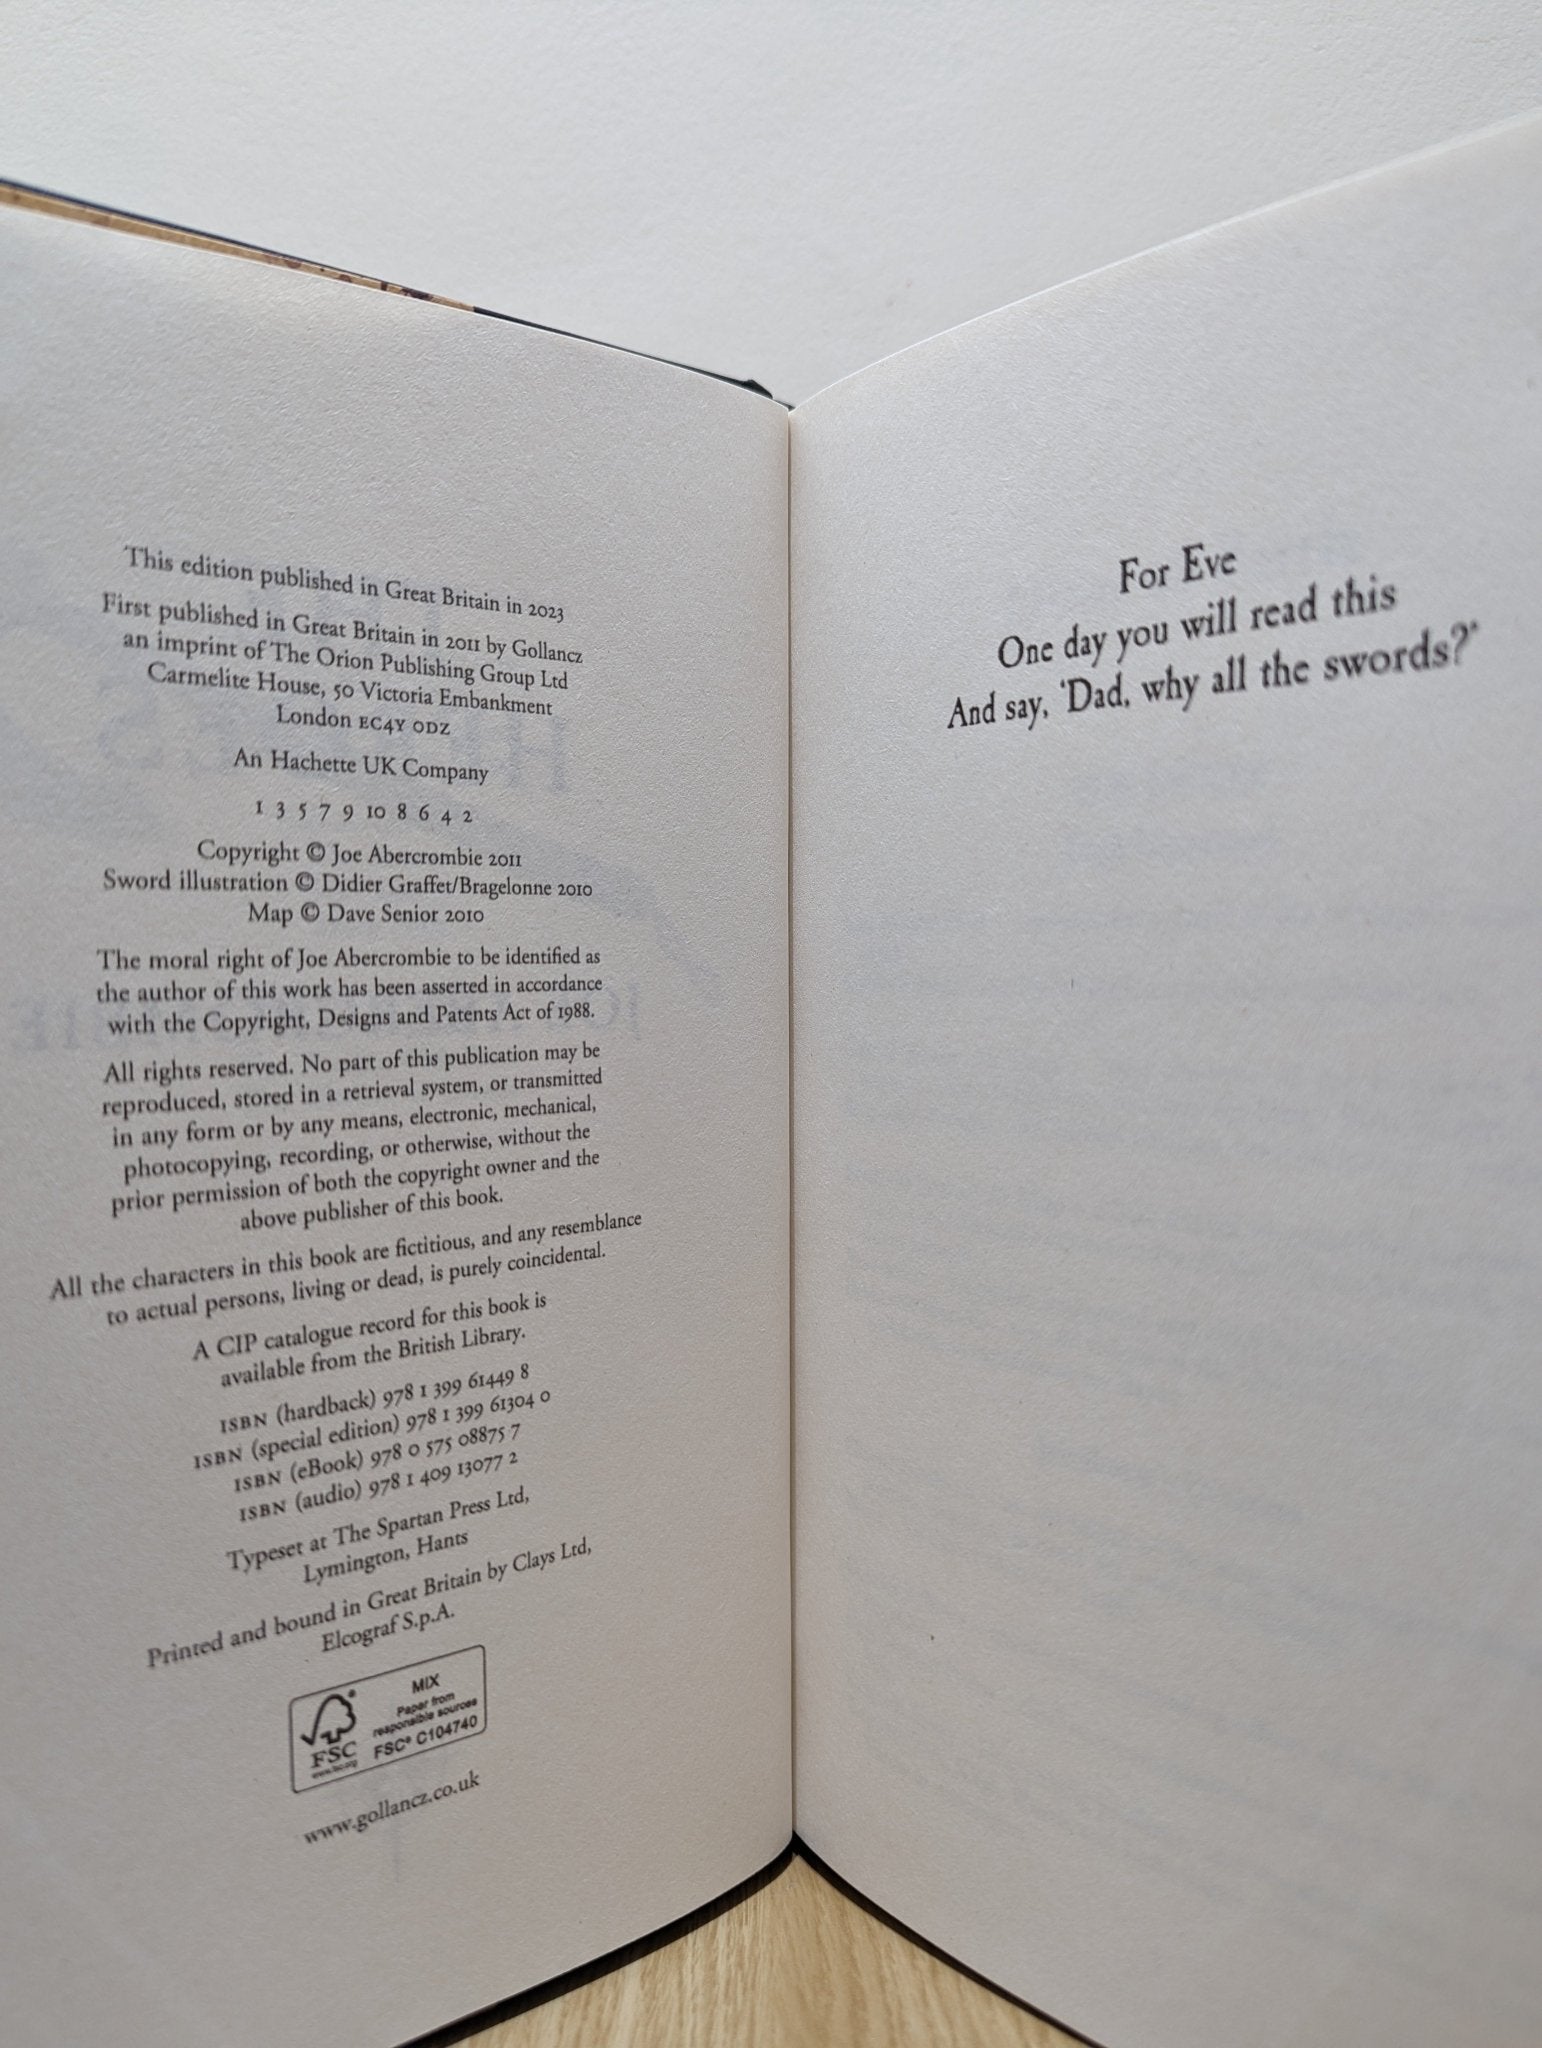 This edition published in Great Britain in 2023
First published in Great Britain in 2011 by Gollancz
an imprint of The Orion Publishing Group Ltd
Carmelite House, 50 Victoria Embankment
London EC4Y 0DZ
An Hachette UK Company
1 3 5 7 9 10 8 6 4 2
Copyright © Joe Abercrombie 2011
Sword illustration © Didier Graffet/Bragelonne 2010
Map © Dave Senior 2010
The moral right of Joe Abercrombie to be identified as
the author of this work has been asserted in accordance
with the Copyright, Designs and Patents Act of 1988.
All rights reserved. No part of this publication may be
reproduced, stored in a retrieval system, or transmitted
in any form or by any means, electronic, mechanical,
photocopying, recording, or otherwise, without the
prior permission of both the copyright owner and the
above publisher of this book.
All the characters in this book are fictitious, and any resemblance
to actual persons, living or dead, is purely coincidental.
A CIP catalogue record for this book is
available from the British Library.
ISBN (hardback) 978 1 399 61449 8
ISBN (special edition) 978 1 399 61304 0
ISBN (eBook) 978 0 575 08875 7
ISBN (audio) 978 1 409 13077 2
Typeset at The Spartan Press Ltd,
Lymington, Hants
Printed and bound in Great Britain by Clays Ltd,
Elcograf S.p.A.
MIX
Paper from
responsible sources
FSC® C104740
FSC
www.fsc.org
www.gollancz.co.uk
For Eve
One day you will read this
And say, 'Dad, why all the swords?'